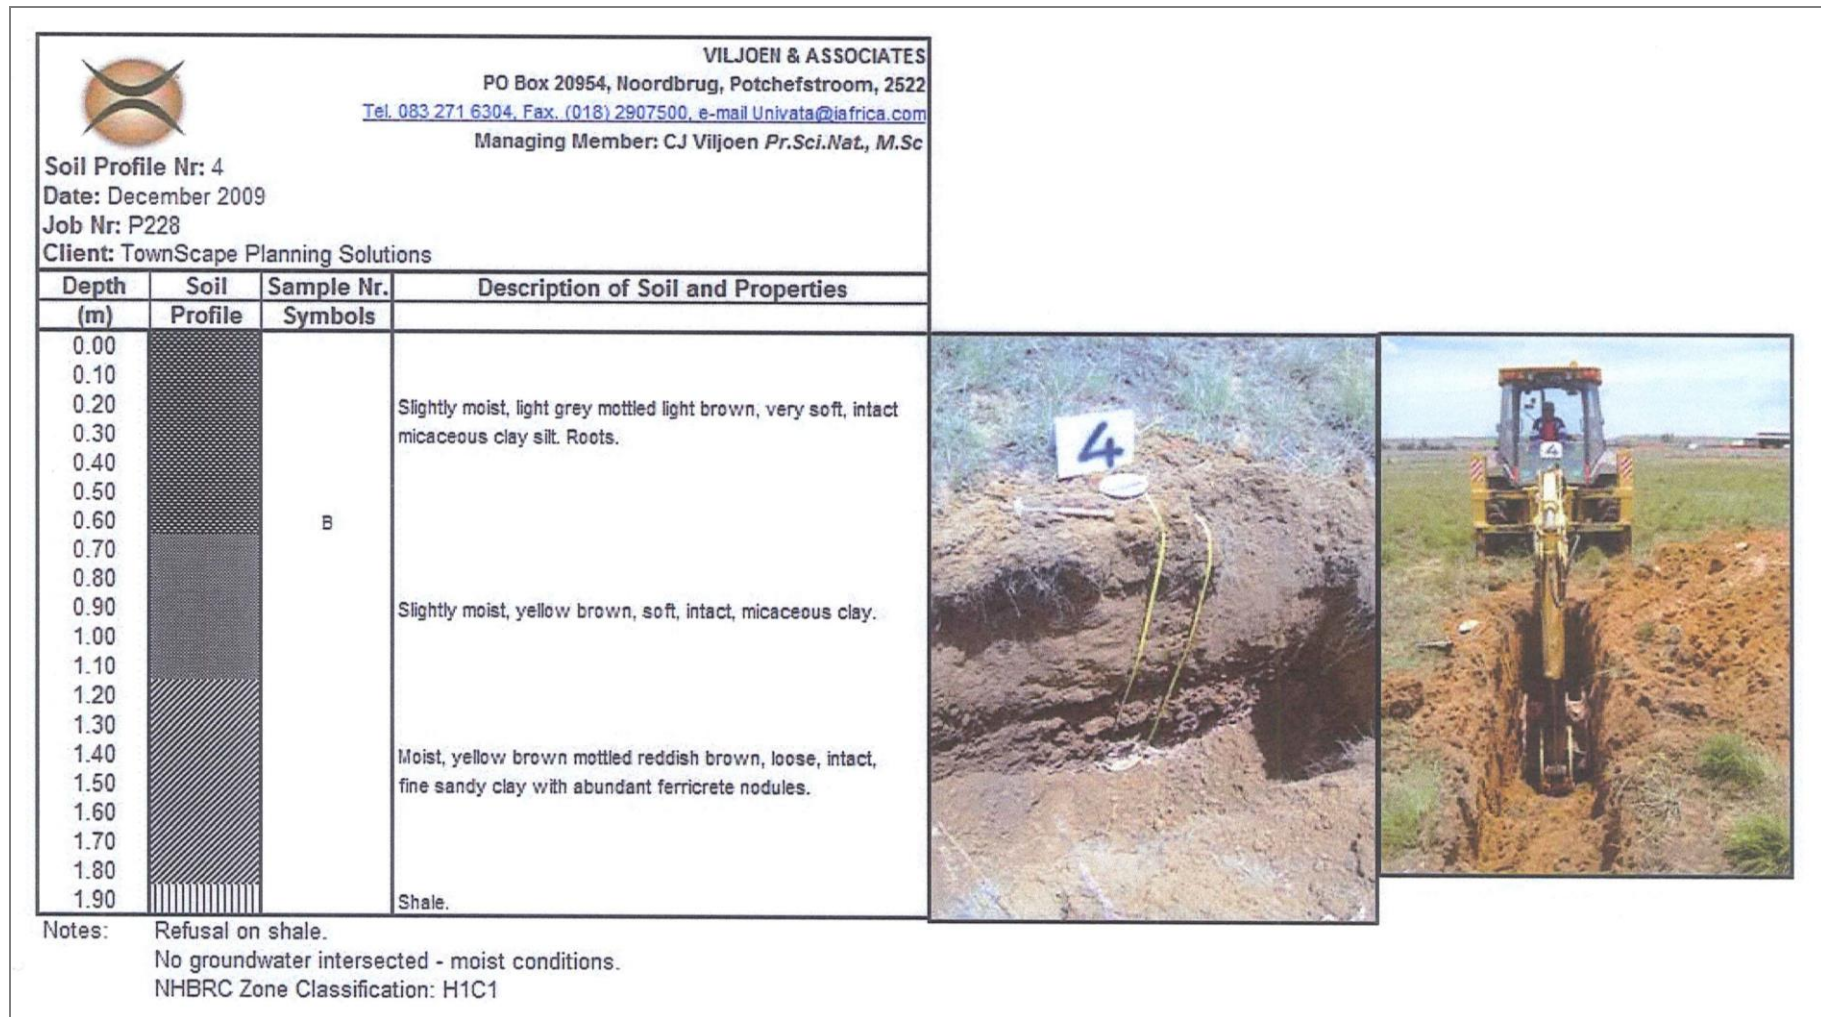 VILJOEN & ASSOCIATES
PO Box 20954, Noordbrug, Potchefstroom, 2522
Tel. 083 271 6304, Fax. (018) 2907500, e-mail Univata@iafrica.com
Managing Member: CJ Viljoen Pr.Sci.Nat., M.Sc
Soil Profile Nr: 4
Date: December 2009
Job Nr: P228
Client: TownScape Planning Solutions
Depth Soil Sample Nr. Description of Soil and Properties
(m) Profile Symbols
0.00
0.10
0.20
0.30
0.40
0.50
0.60
0.70
0.80
0.90
1.00
1.10
1.20
1.30
1.40
1.50
1.60
1.70
1.80
1.90
B
Slightly moist, light grey mottled light brown, very soft, intact
micaceous clay silt. Roots.
Slightly moist, yellow brown, soft, intact, micaceous clay.
Moist, yellow brown mottled reddish brown, loose, intact,
fine sandy clay with abundant ferricrete nodules.
Shale.
4
4
Notes: Refusal on shale.
No groundwater intersected - moist conditions.
NHBRC Zone Classification: H1C1